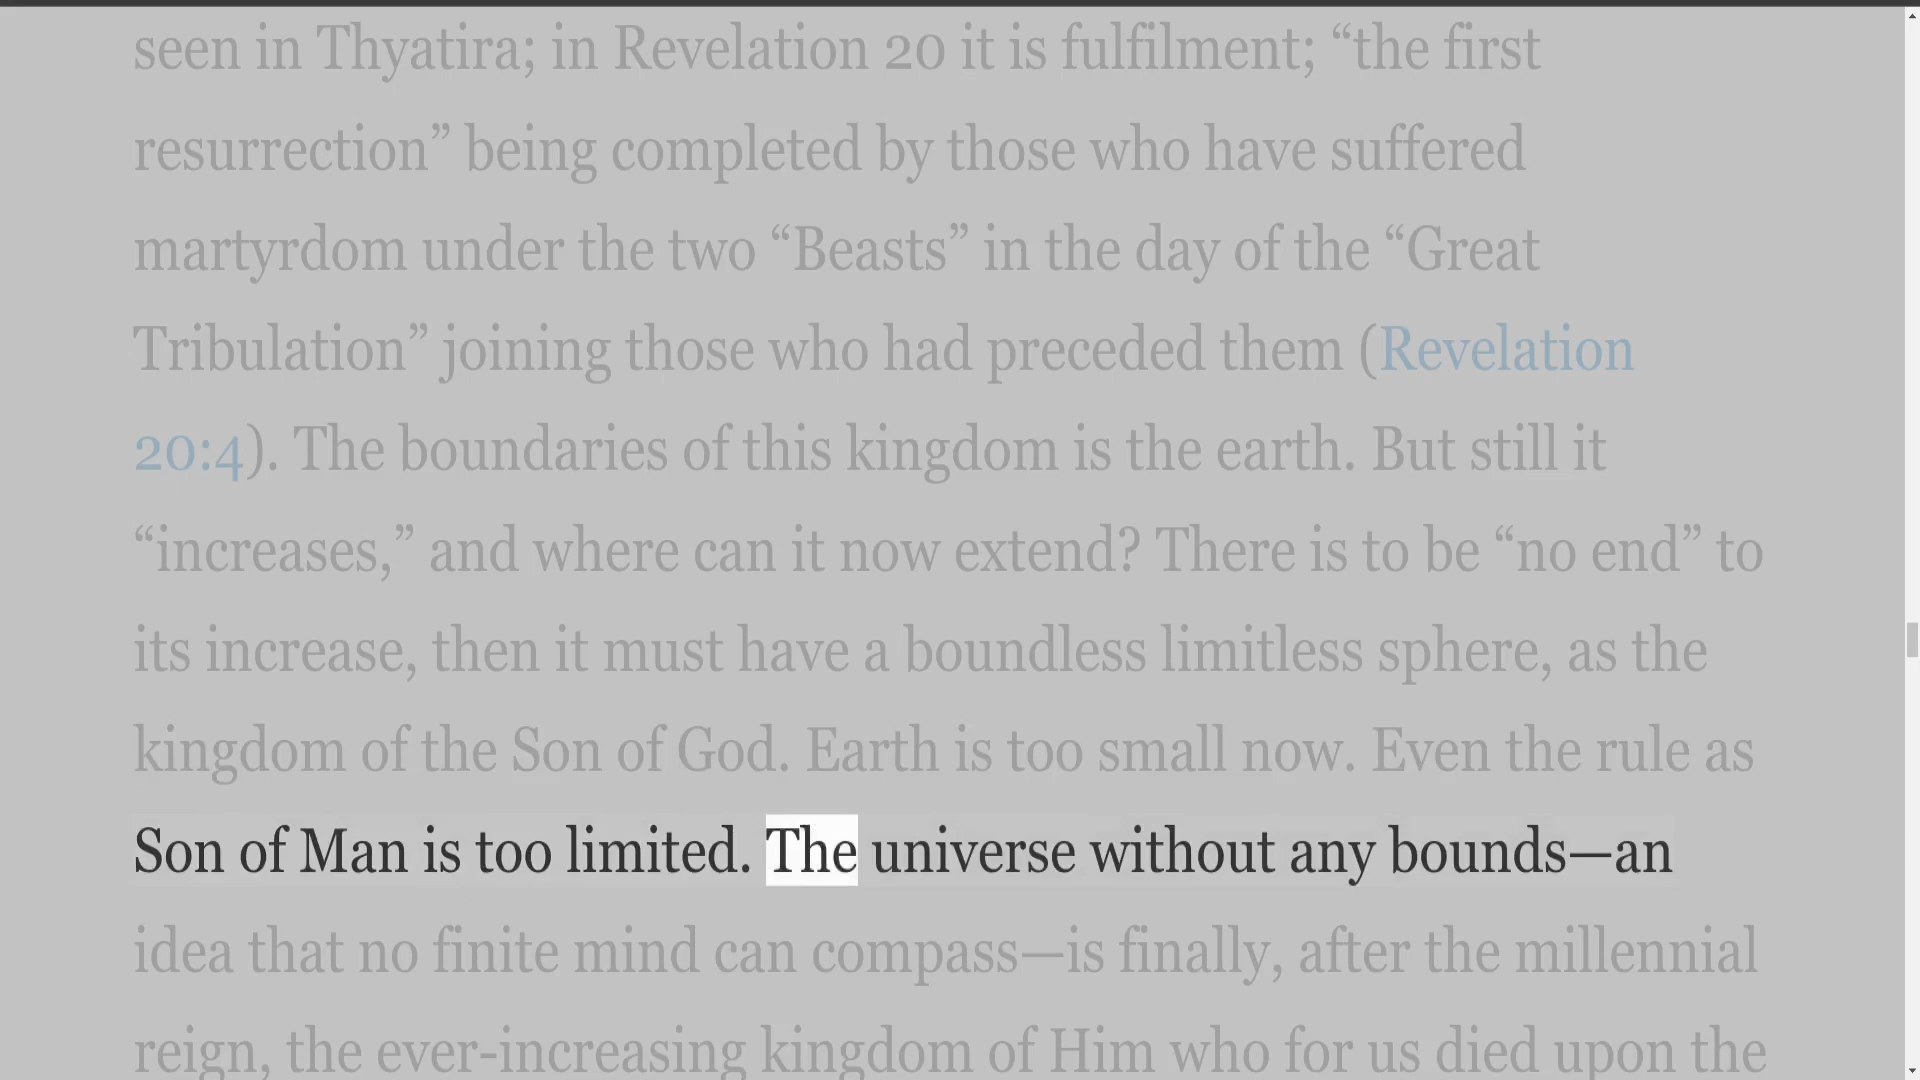 seen in Thyatira; in Revelation 20 it is fulfilment; “the first
resurrection” being completed by those who have suffered
martyrdom under the two “Beasts” in the day of the “Great
Tribulation” joining those who had preceded them (Revelation
20:4). The boundaries of this kingdom is the earth. But still it
“increases,” and where can it now extend? There is to be “no end” to
its increase, then it must have a boundless limitless sphere, as the
kingdom of the Son of God. Earth is too small now. Even the rule as
Son of Man is too limited. The universe without any bounds—an
idea that no finite mind can compass—is finally, after the millennial
reign, the ever-increasing kingdom of Him who for us died upon the